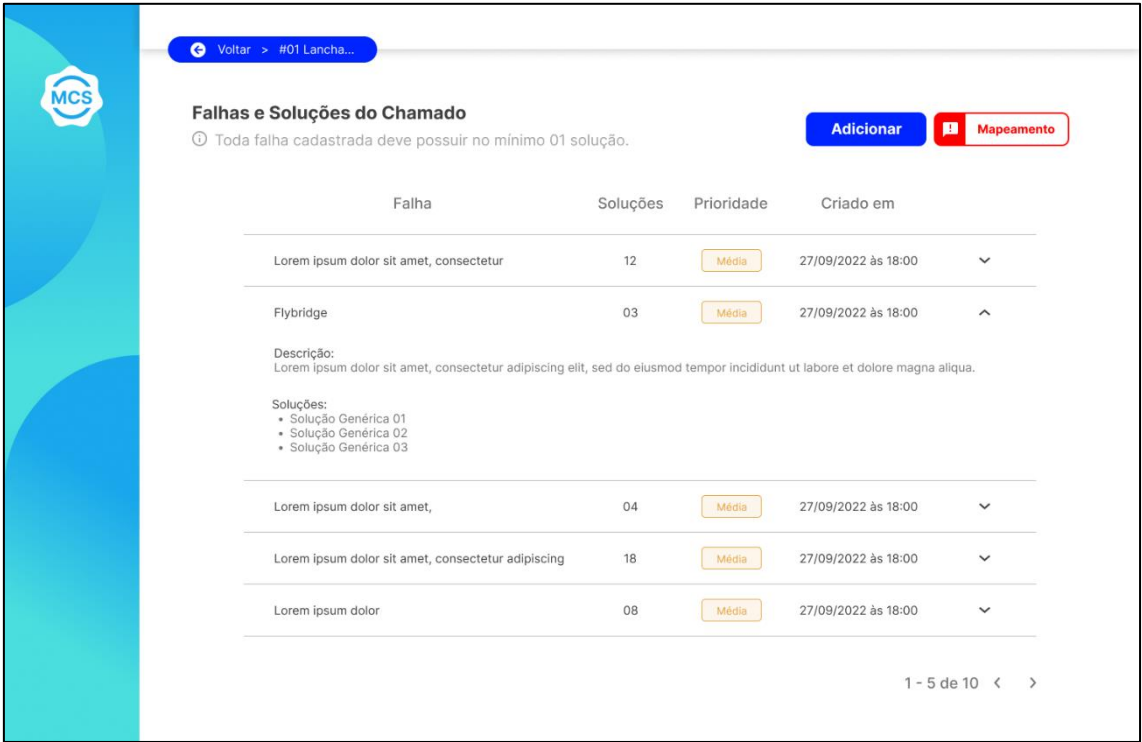 Voltar > #01 Lancha...
MCS
Falhas e Soluções do Chamado
Toda falha cadastrada deve possuir no mínimo 01 solução.
Adicionar
Mapeamento
Falha Soluções Prioridade Criado em
Lorem ipsum dolor sit amet, consectetur 12 Média 27/09/2022 às 18:00
Flybridge 03 Média 27/09/2022 às 18:00
Descrição:
Lorem ipsum dolor sit amet, consectetur adipiscing elit, sed do eiusmod tempor incididunt ut labore et dolore magna aliqua.
Soluções:
• Solução Genérica 01
• Solução Genérica 02
• Solução Genérica 03
Lorem ipsum dolor sit amet, 04 Média 27/09/2022 às 18:00
Lorem ipsum dolor sit amet, consectetur adipiscing 18 Média 27/09/2022 às 18:00
Lorem ipsum dolor 08 Média 27/09/2022 às 18:00
1 - 5 de 10